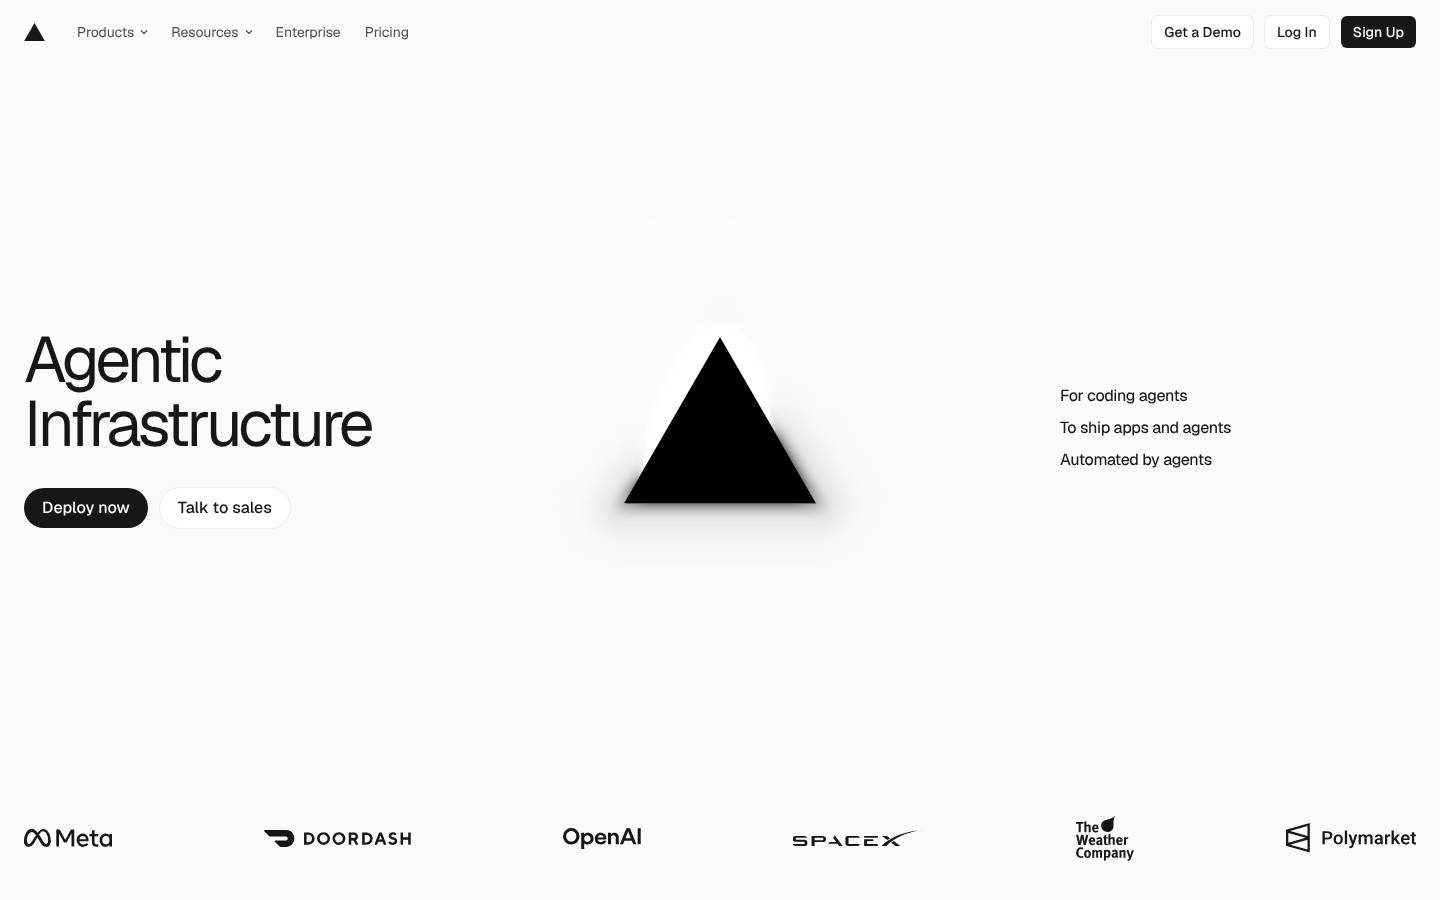 Products
Resources
Enterprise
Pricing
Get a Demo
Log In
Sign Up
Agentic
Infrastructure
Deploy now
Talk to sales
For coding agents
To ship apps and agents
Automated by agents
Meta
DOORDASH
OpenAI
SPACEX
The
Weather
Company
Polymarket